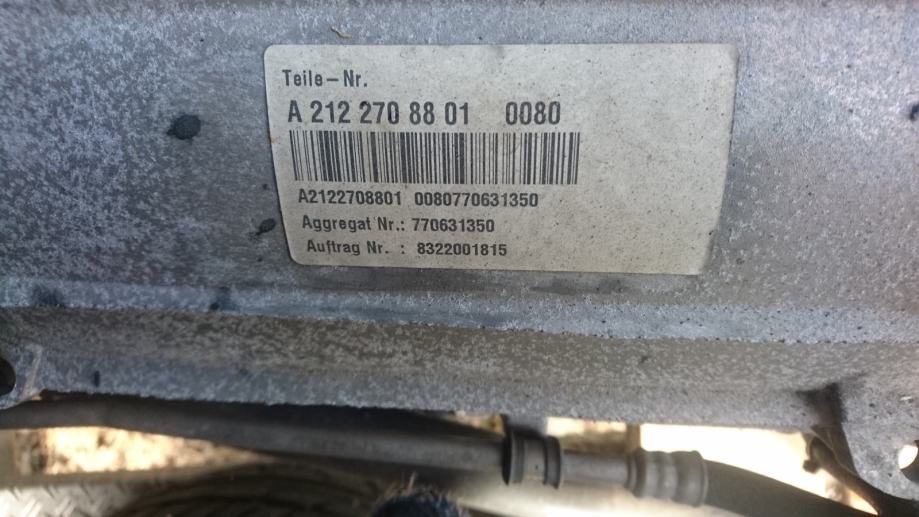 Teile-Nr.
A 212 270 88 01 0080
A2122708801 0080770631350
Aggregat Nr.: 770631350
Auftrag Nr. : 8322001815